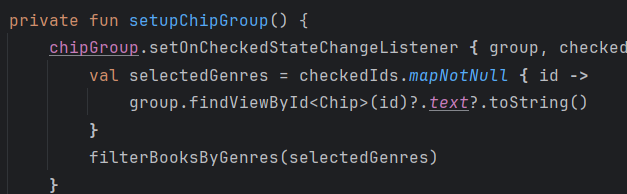 private fun setupChipGroup() {
chipGroup.setOnCheckedStateChangeListener { group, checked
val selectedGenres = checkedIds.mapNotNull { id ->
group.findViewById<Chip>(id)?.text?.toString()
}
filterBooksByGenres(selectedGenres)
}